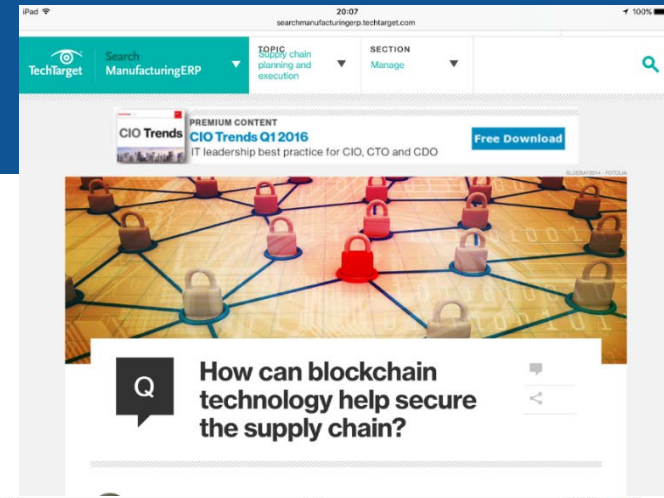 iPad 20:07 100%
searchmanufacturingerp.techtarget.com
TechTarget
Search
ManufacturingERP
TOPIC
Supply chain
planning and
execution
SECTION
Manage
CIO Trends
PREMIUM CONTENT
CIO Trends Q1 2016
IT leadership best practice for CIO, CTO and CDO
Free Download
BLUEBAY2014 - FOTOLIA
Q
How can blockchain
technology help secure
the supply chain?